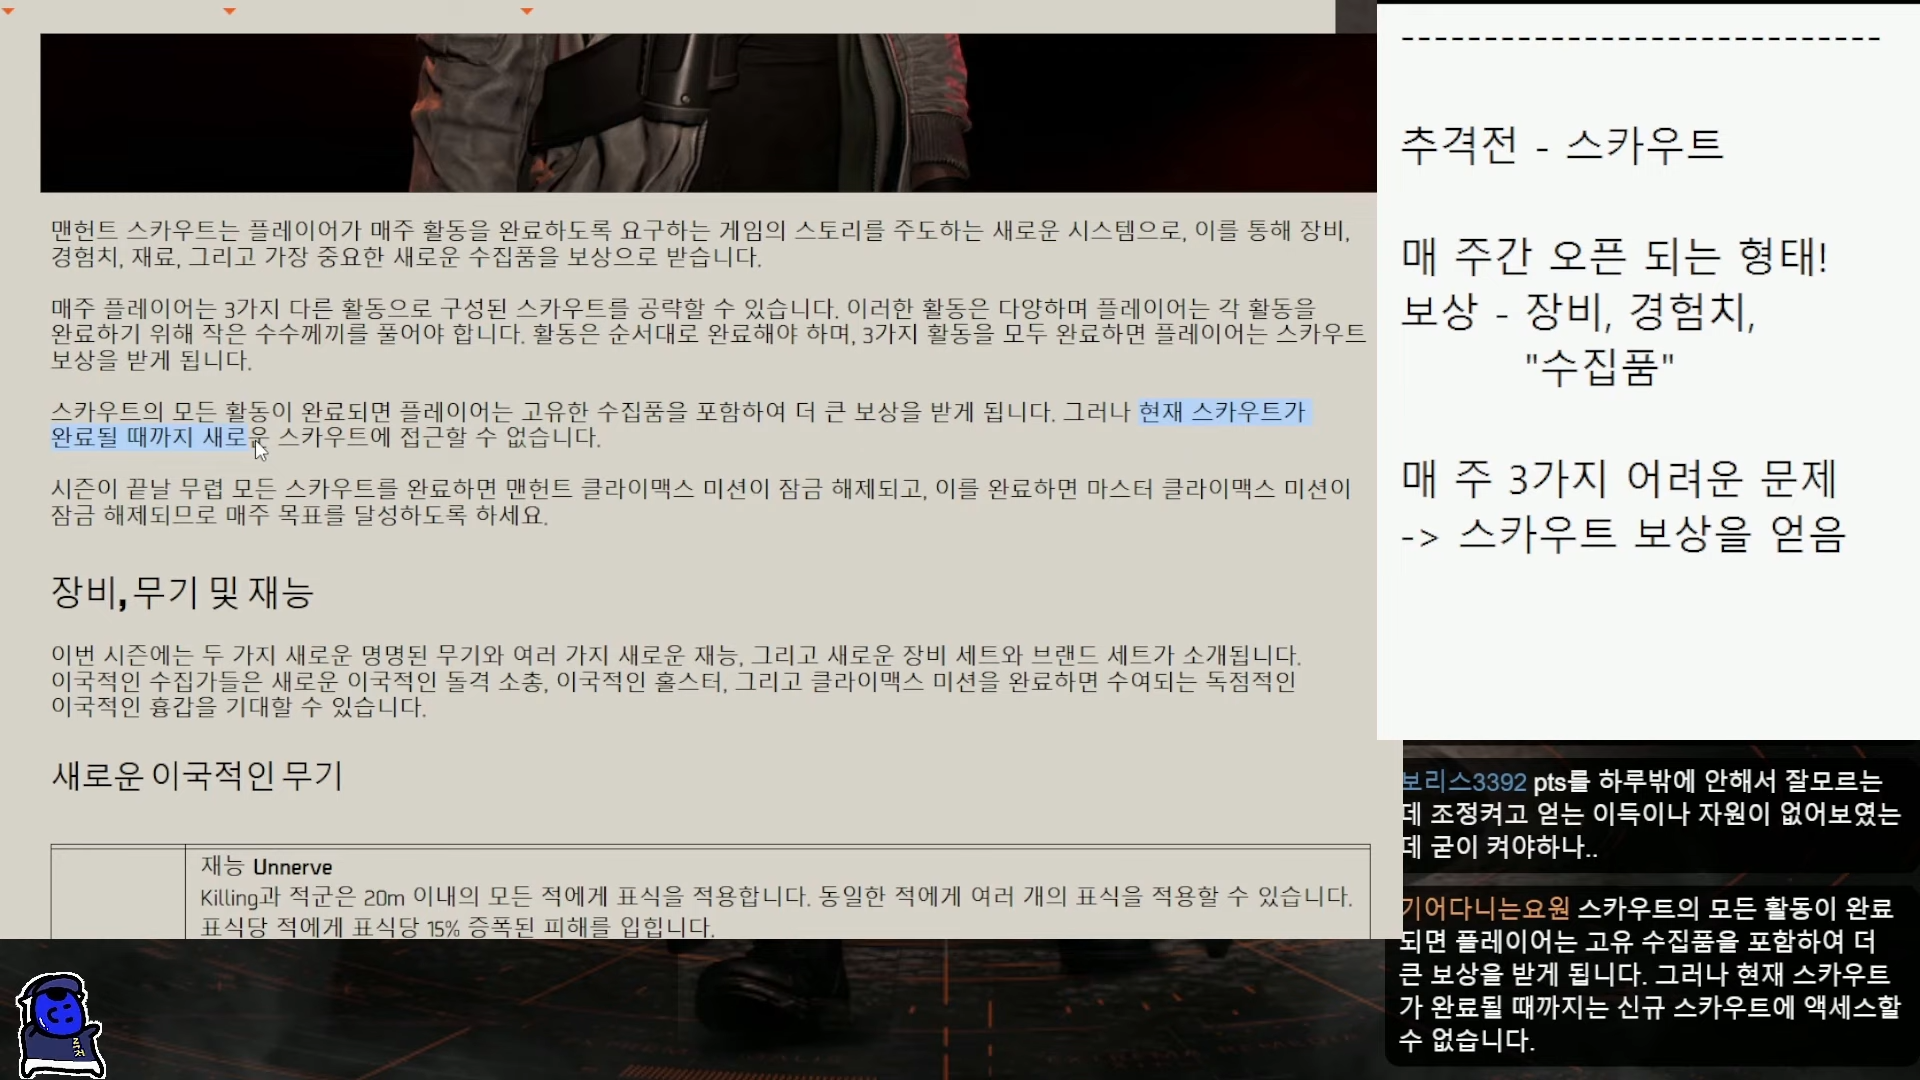 맨헌트 스카우트는 플레이어가 매주 활동을 완료하도록 요구하는 게임의 스토리를 주도하는 새로운 시스템으로, 이를 통해 장비,
경험치, 재료, 그리고 가장 중요한 새로운 수집품을 보상으로 받습니다.
매주 플레이어는 3가지 다른 활동으로 구성된 스카우트를 공략할 수 있습니다. 이러한 활동은 다양하며 플레이어는 각 활동을
완료하기 위해 작은 수수께끼를 풀어야 합니다. 활동은 순서대로 완료해야 하며, 3가지 활동을 모두 완료하면 플레이어는 스카우트
보상을 받게 됩니다.
스카우트의 모든 활동이 완료되면 플레이어는 고유한 수집품을 포함하여 더 큰 보상을 받게 됩니다. 그러나 현재 스카우트가
완료될 때까지 새로운 스카우트에 접근할 수 없습니다.
시즌이 끝날 무렵 모든 스카우트를 완료하면 맨헌트 클라이맥스 미션이 잠금 해제되고, 이를 완료하면 마스터 클라이맥스 미션이
잠금 해제되므로 매주 목표를 달성하도록 하세요.
장비, 무기 및 재능
이번 시즌에는 두 가지 새로운 명명된 무기와 여러 가지 새로운 재능, 그리고 새로운 장비 세트와 브랜드 세트가 소개됩니다.
이국적인 수집가들은 새로운 이국적인 돌격 소총, 이국적인 홀스터, 그리고 클라이맥스 미션을 완료하면 수여되는 독점적인
이국적인 흉갑을 기대할 수 있습니다.
새로운 이국적인 무기
재능 Unnerve
Killing과 적군은 20m 이내의 모든 적에게 표식을 적용합니다. 동일한 적에게 여러 개의 표식을 적용할 수 있습니다.
표식당 적에게 표식당 15% 증폭된 피해를 입힙니다.
-----------------------------
추격전 - 스카우트
매 주간 오픈 되는 형태!
보상 - 장비, 경험치,
"수집품"
매 주 3가지 어려운 문제
-> 스카우트 보상을 얻음
보리스3392 pts를 하루밖에 안해서 잘모르는
데 조정켜고 얻는 이득이나 자원이 없어보였는
데 굳이 켜야하나..
기어다니는요원 스카우트의 모든 활동이 완료
되면 플레이어는 고유 수집품을 포함하여 더
큰 보상을 받게 됩니다. 그러나 현재 스카우트
가 완료될 때까지는 신규 스카우트에 액세스할
수 없습니다.